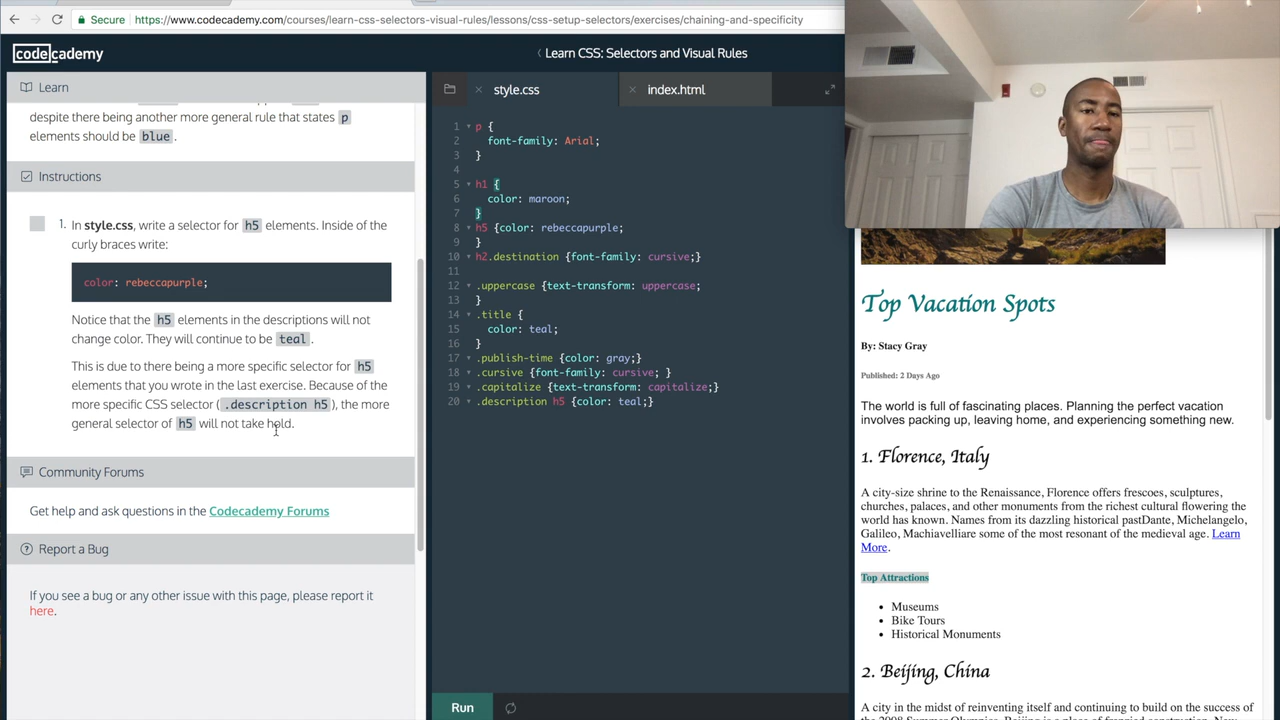 Secure https://www.codecademy.com/courses/learn-css-selectors-visual-rules/lessons/css-setup-selectors/exercises/chaining-and-specificity
codecademy
Learn CSS: Selectors and Visual Rules
Learn
despite there being another more general rule that states p
elements should be blue.
Instructions
1. In style.css, write a selector for h5 elements. Inside of the
curly braces write:
color: rebeccapurple;
Notice that the h5 elements in the descriptions will not
change color. They will continue to be teal.
This is due to there being a more specific selector for h5
elements that you wrote in the last exercise. Because of the
more specific CSS selector (.description h5), the more
general selector of h5 will not take hold.
Community Forums
Get help and ask questions in the Codecademy Forums
Report a Bug
If you see a bug or any other issue with this page, please report it
here.
style.css
index.html
1 p {
2 font-family: Arial;
3 }
4
5 h1 {
6 color: maroon;
7 }
8 h5 {color: rebeccapurple;
9 }
10 h2.destination {font-family: cursive;}
11
12 .uppercase {text-transform: uppercase;
13 }
14 .title {
15 color: teal;
16 }
17 .publish-time {color: gray;}
18 .cursive {font-family: cursive; }
19 .capitalize {text-transform: capitalize;}
20 .description h5 {color: teal;}
Run
Top Vacation Spots
By: Stacy Gray
Published: 2 Days Ago
The world is full of fascinating places. Planning the perfect vacation
involves packing up, leaving home, and experiencing something new.
1. Florence, Italy
A city-size shrine to the Renaissance, Florence offers frescoes, sculptures,
churches, palaces, and other monuments from the richest cultural flowering the
world has known. Names from its dazzling historical pastDante, Michelangelo,
Galileo, Machiavelliare some of the most resonant of the medieval age. Learn
More.
Top Attractions
• Museums
• Bike Tours
• Historical Monuments
2. Beijing, China
A city in the midst of reinventing itself and continuing to build on the success of